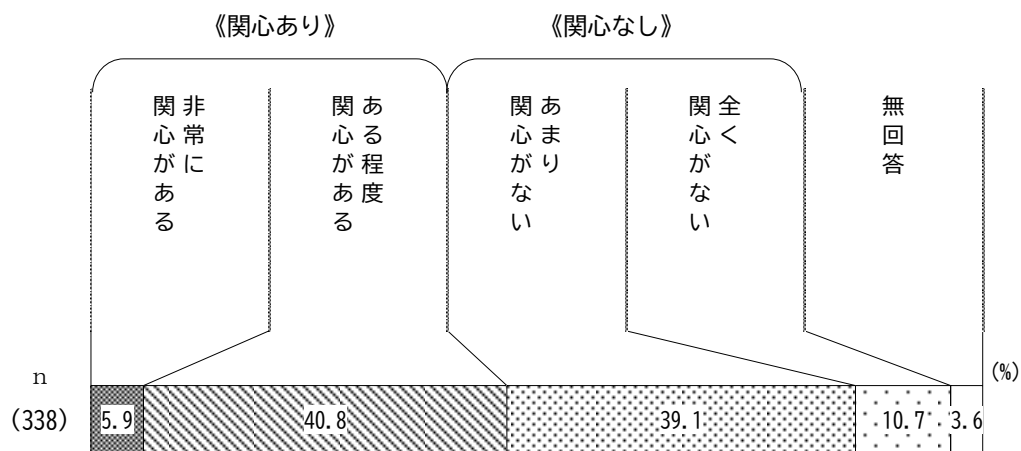 《関心あり》
《関心なし》
非常に
関心がある
ある程度
関心がある
あまり
関心がない
全く
関心がない
無回答
n
(%)
(338)
5.9
40.8
39.1
10.7
3.6